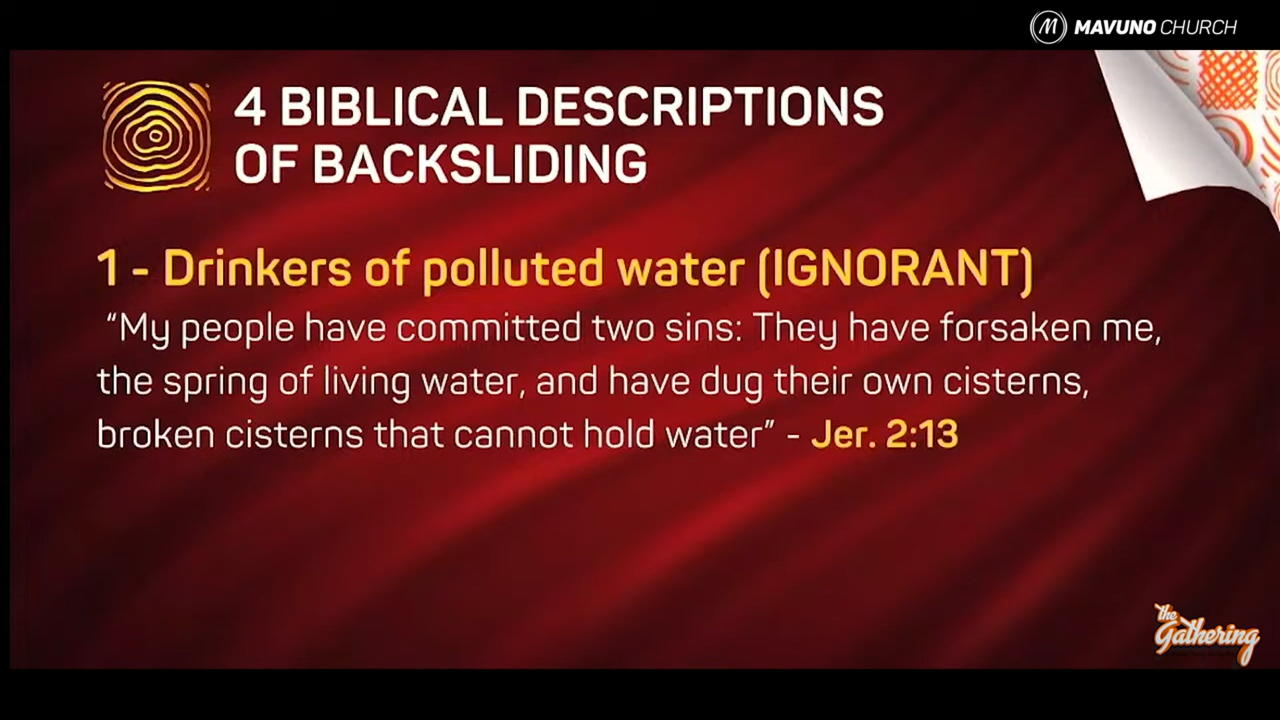 MAVUNO CHURCH
4 BIBLICAL DESCRIPTIONS
OF BACKSLIDING
1 - Drinkers of polluted water (IGNORANT)
“My people have committed two sins: They have forsaken me,
the spring of living water, and have dug their own cisterns,
broken cisterns that cannot hold water” - Jer. 2:13
the
Gathering